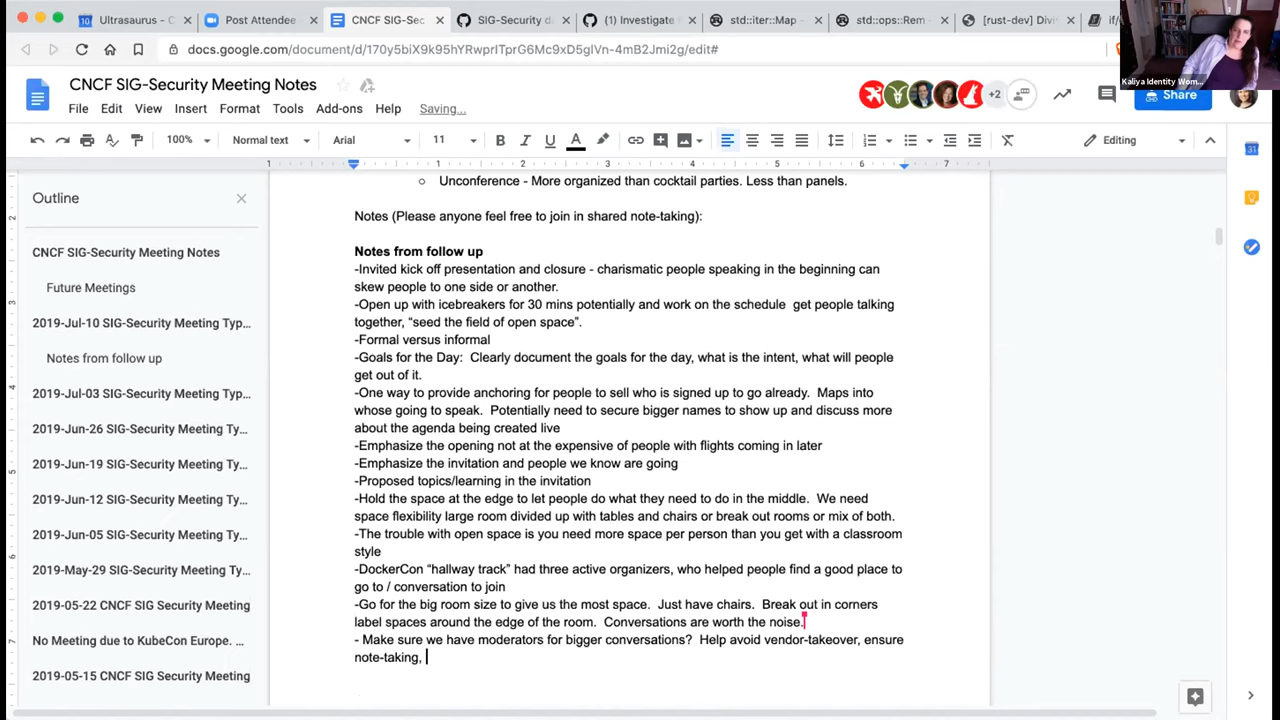 Ultrasaurus - C
Post Attendee
CNCF SIG-Sec
SIG-Security d
(1) Investigate
std::iter::Map -
std::ops::Rem -
[rust-dev] Divi
if/
docs.google.com/document/d/170y5biX9k95hYRwprITprG6Mc9xD5glVn-4mB2Jmi2g/edit#
Kaliya Identity Wom...
CNCF SIG-Security Meeting Notes
File Edit View Insert Format Tools Add-ons Help Saving...
+2
Share
100% Normal text Arial 11 B I U A Editing
1 1 2 3 4 5 6 7
Outline
CNCF SIG-Security Meeting Notes
Future Meetings
2019-Jul-10 SIG-Security Meeting Typ...
Notes from follow up
2019-Jul-03 SIG-Security Meeting Typ...
2019-Jun-26 SIG-Security Meeting Ty...
2019-Jun-19 SIG-Security Meeting Ty...
2019-Jun-12 SIG-Security Meeting Ty...
2019-Jun-05 SIG-Security Meeting Ty...
2019-May-29 SIG-Security Meeting Ty...
2019-05-22 CNCF SIG Security Meeting
No Meeting due to KubeCon Europe. ...
2019-05-15 CNCF SIG Security Meeting
2
3
4
5
6
7
○ Unconference - More organized than cocktail parties. Less than panels.
Notes (Please anyone feel free to join in shared note-taking):
Notes from follow up
-Invited kick off presentation and closure - charismatic people speaking in the beginning can
skew people to one side or another.
-Open up with icebreakers for 30 mins potentially and work on the schedule get people talking
together, “seed the field of open space”.
-Formal versus informal
-Goals for the Day: Clearly document the goals for the day, what is the intent, what will people
get out of it.
-One way to provide anchoring for people to sell who is signed up to go already. Maps into
whose going to speak. Potentially need to secure bigger names to show up and discuss more
about the agenda being created live
-Emphasize the opening not at the expensive of people with flights coming in later
-Emphasize the invitation and people we know are going
-Proposed topics/learning in the invitation
-Hold the space at the edge to let people do what they need to do in the middle. We need
space flexibility large room divided up with tables and chairs or break out rooms or mix of both.
-The trouble with open space is you need more space per person than you get with a classroom
style
-DockerCon “hallway track” had three active organizers, who helped people find a good place to
go to / conversation to join
-Go for the big room size to give us the most space. Just have chairs. Break out in corners
label spaces around the edge of the room. Conversations are worth the noise.
- Make sure we have moderators for bigger conversations? Help avoid vendor-takeover, ensure
note-taking,
31